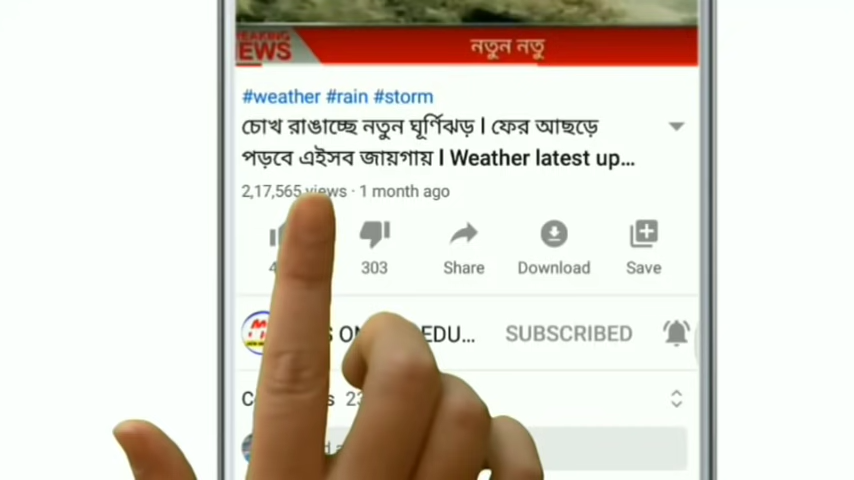 NEWS
নতুন নতু
#weather #rain #storm
চোখ রাঙাচ্ছে নতুন ঘূর্ণিঝড় l ফের আছড়ে
পড়বে এইসব জায়গায় l Weather latest up...
2,17,565 views · 1 month ago
303 Share Download Save
EDU... SUBSCRIBED